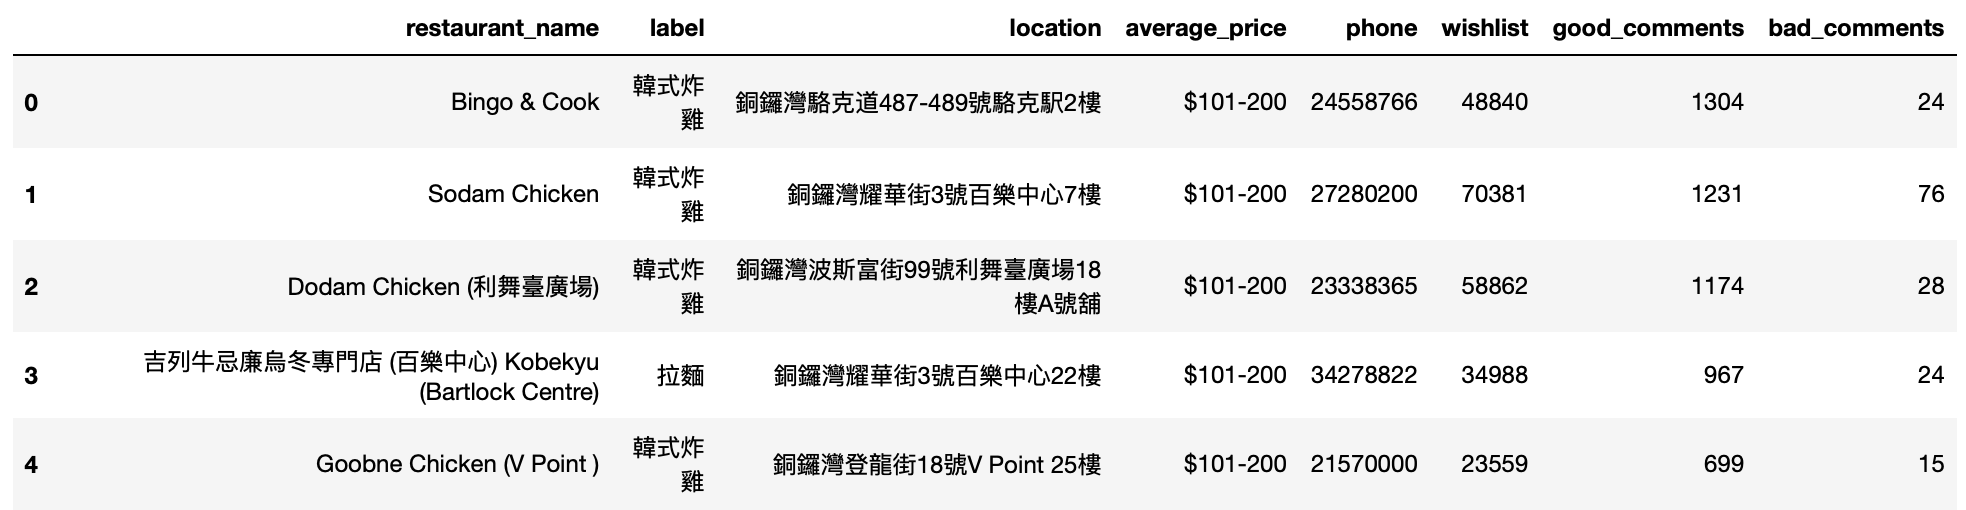 restaurant_name label location average_price phone wishlist good_comments bad_comments
0 Bingo & Cook 韓式炸雞 銅鑼灣駱克道487-489號駱克駅2樓 $101-200 24558766 48840 1304 24
1 Sodam Chicken 韓式炸雞 銅鑼灣耀華街3號百樂中心7樓 $101-200 27280200 70381 1231 76
2 Dodam Chicken (利舞臺廣場) 韓式炸雞 銅鑼灣波斯富街99號利舞臺廣場18樓A號舖 $101-200 23338365 58862 1174 28
3 吉列牛忌廉烏冬專門店 (百樂中心) Kobekyu (Bartlock Centre) 拉麵 銅鑼灣耀華街3號百樂中心22樓 $101-200 34278822 34988 967 24
4 Goobne Chicken (V Point ) 韓式炸雞 銅鑼灣登龍街18號V Point 25樓 $101-200 21570000 23559 699 15